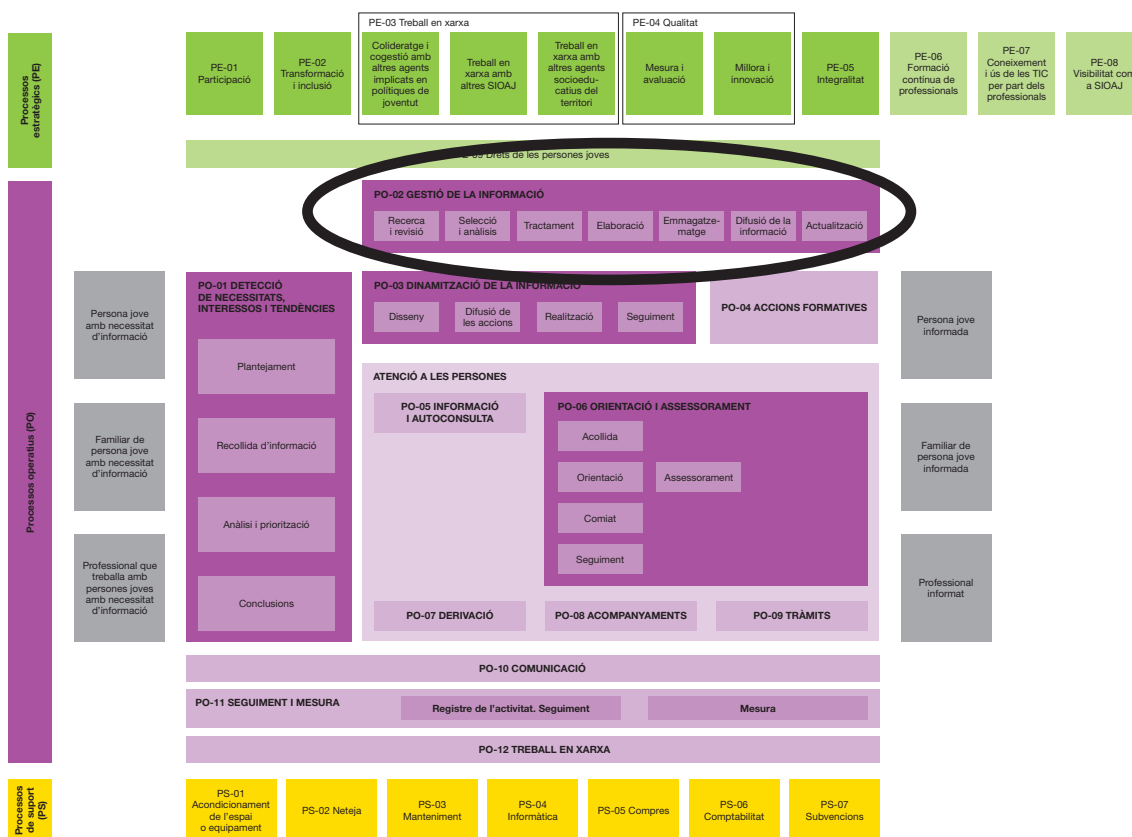 PE-03 Treball en xarxa
PE-04 Qualitat
Processos
estratègics (PE)
PE-01
Participació
PE-02
Transformació
i inclusió
Colideratge i
cogestió amb
altres agents
implicats en
polítiques de
joventut
Treball en
xarxa amb
altres SIOAJ
Treball en
xarxa amb
altres agents
socioedu-
catius del
territori
Mesura i
avaluació
Millora i
innovació
PE-05
Integralitat
PE-06
Formació
contínua de
professionals
PE-07
Coneixement
i ús de les TIC
per part dels
professionals
PE-08
Visibilitat com
a SIOAJ
Drets de les persones joves
Processos operatius (PO)
PO-02 GESTIÓ DE LA INFORMACIÓ
Recerca
i revisió
Selecció
i anàlisis
Tractament
Elaboració
Emmagatze-
matge
Difusió de la
informació
Actualització
Persona jove
amb necessitat
d’informació
Familiar de
persona jove
amb necessitat
d’informació
Professional que
treballa amb
persones joves
amb necessitat
d’informació
PO-01 DETECCIÓ
DE NECESSITATS,
INTERESSOS I TENDÈNCIES
Plantejament
Recollida d’informació
Anàlisi i priorització
Conclusions
PO-03 DINAMITZACIÓ DE LA INFORMACIÓ
Disseny
Difusió de
les accions
Realització
Seguiment
PO-04 ACCIONS FORMATIVES
ATENCIÓ A LES PERSONES
PO-05 INFORMACIÓ
I AUTOCONSULTA
PO-06 ORIENTACIÓ I ASSESSORAMENT
Acollida
Orientació
Assessorament
Comiat
Seguiment
PO-07 DERIVACIÓ
PO-08 ACOMPANYAMENTS
PO-09 TRÀMITS
Persona jove
informada
Familiar de
persona jove
informada
Professional
informat
PO-10 COMUNICACIÓ
PO-11 SEGUIMENT I MESURA
Registre de l’activitat. Seguiment
Mesura
PO-12 TREBALL EN XARXA
Processos
de suport
(PS)
PS-01
Acondicionament
de l’espai
o equipament
PS-02 Neteja
PS-03
Manteniment
PS-04
Informàtica
PS-05 Compres
PS-06
Comptabilitat
PS-07
Subvencions